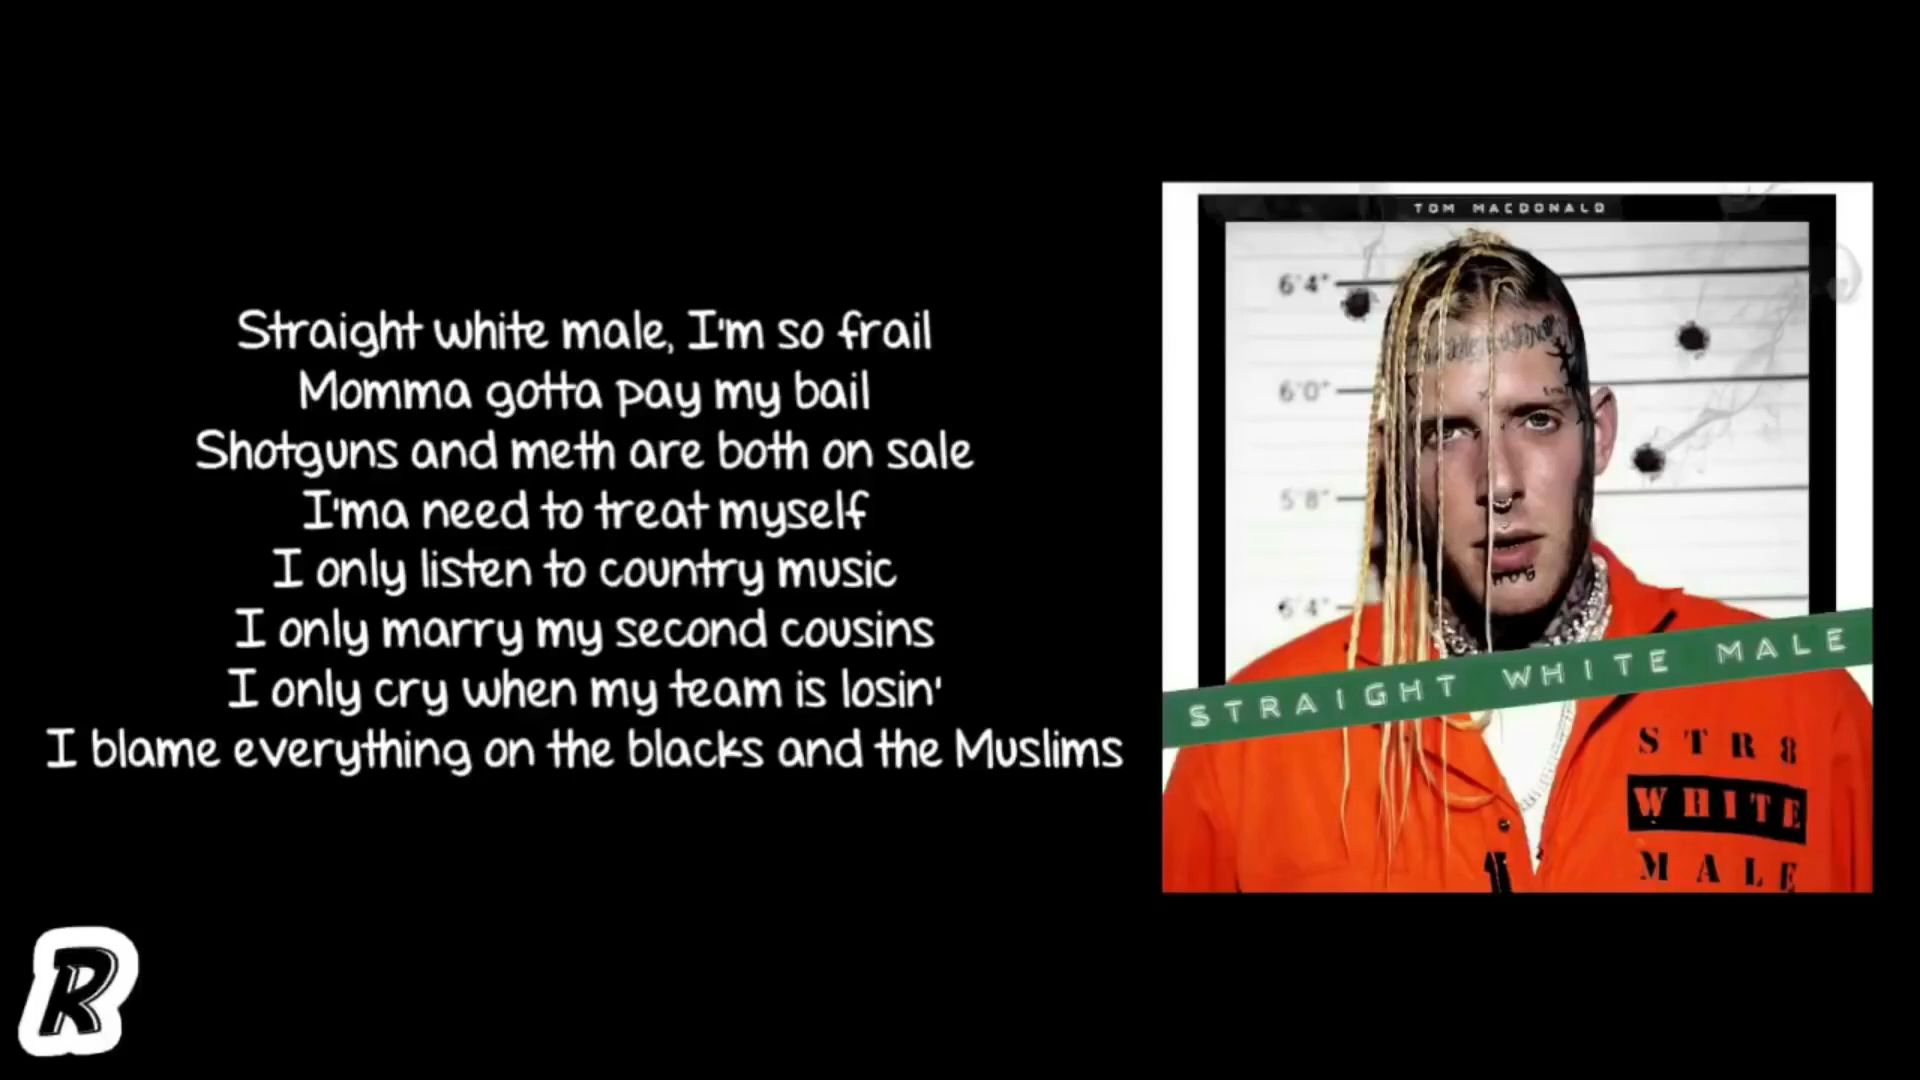 Straight white male, I'm so frail
Momma gotta pay my bail
Shotguns and meth are both on sale
I'ma need to treat myself
I only listen to country music
I only marry my second cousins
I only cry when my team is losin'
I blame everything on the blacks and the Muslims
TOM MACDONALD
6'4"
6'0"
5'8"
6'4"
HOG
STRAIGHT WHITE MALE
STR8
WHITE
MALE
R